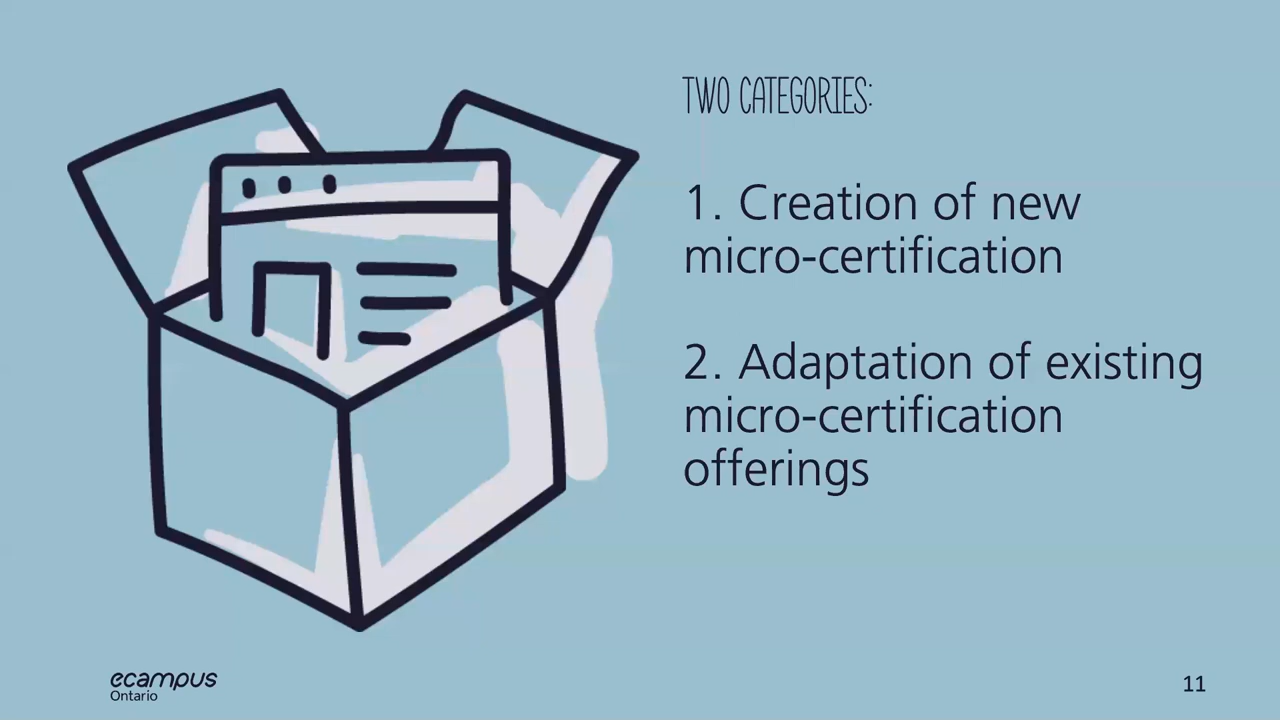 TWO CATEGORIES:
1. Creation of new
micro-certification
2. Adaptation of existing
micro-certification
offerings
ecampus
Ontario
11